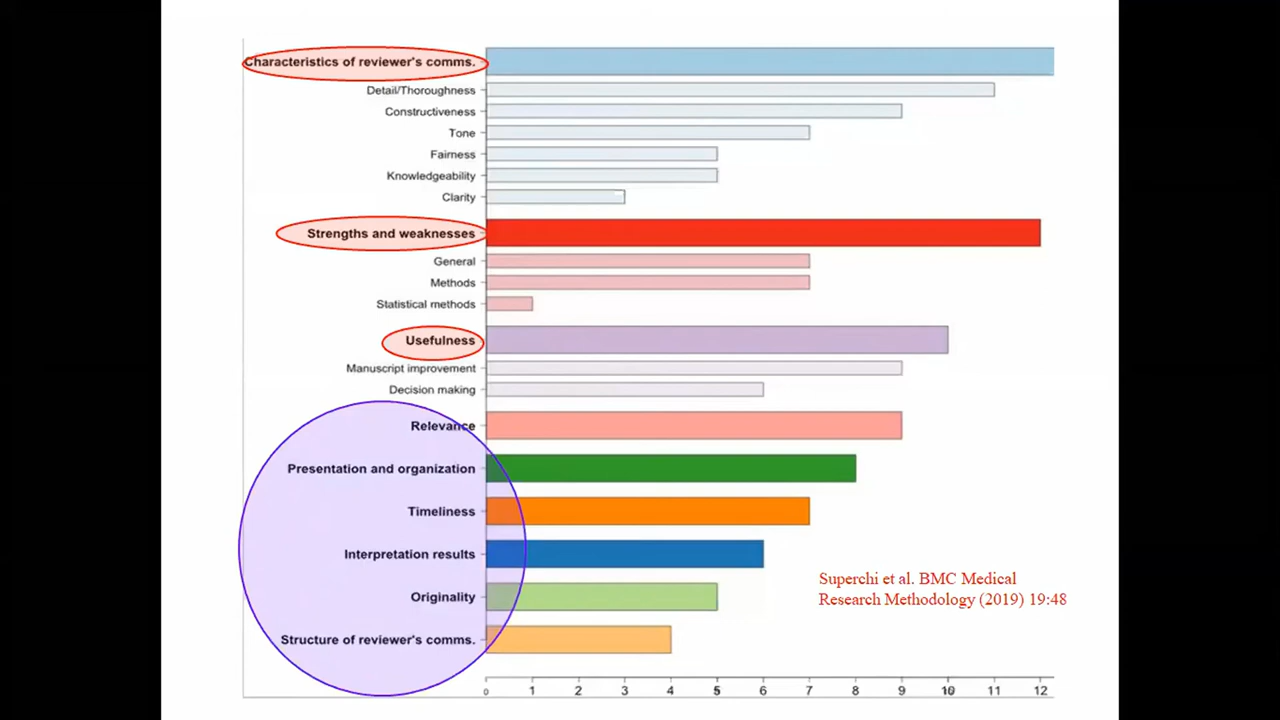 Characteristics of reviewer's comms.
Detail/Thoroughness
Constructiveness
Tone
Fairness
Knowledgeability
Clarity
Strengths and weaknesses
General
Methods
Statistical methods
Usefulness
Manuscript improvement
Decision making
Relevance
Presentation and organization
Timeliness
Interpretation results
Originality
Structure of reviewer's comms.
Superchi et al. BMC Medical
Research Methodology (2019) 19:48
0 1 2 3 4 5 6 7 8 9 10 11 12